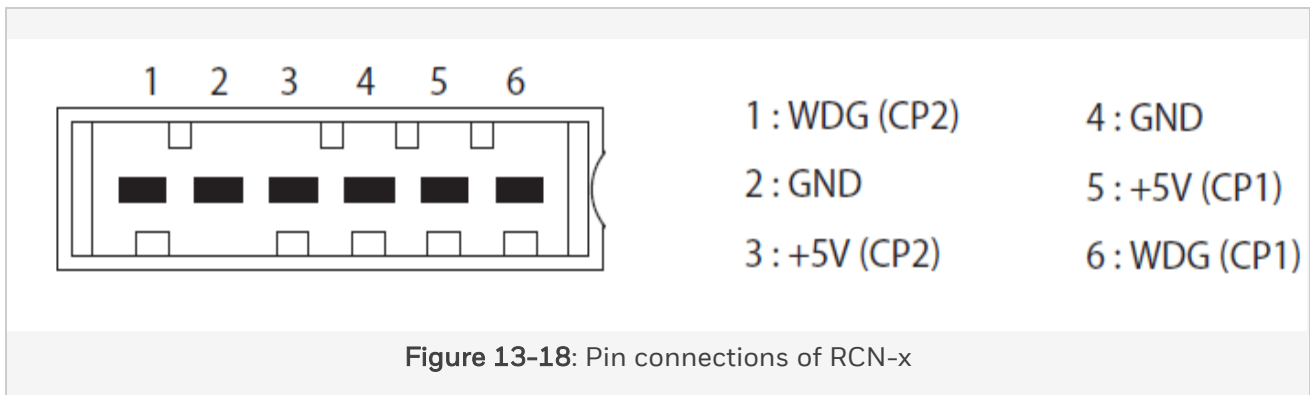 1 2 3 4 5 6
1 : WDG (CP2) 4 : GND
2 : GND 5 : +5V (CP1)
3 : +5V (CP2) 6 : WDG (CP1)
Figure 13-18: Pin connections of RCN-x